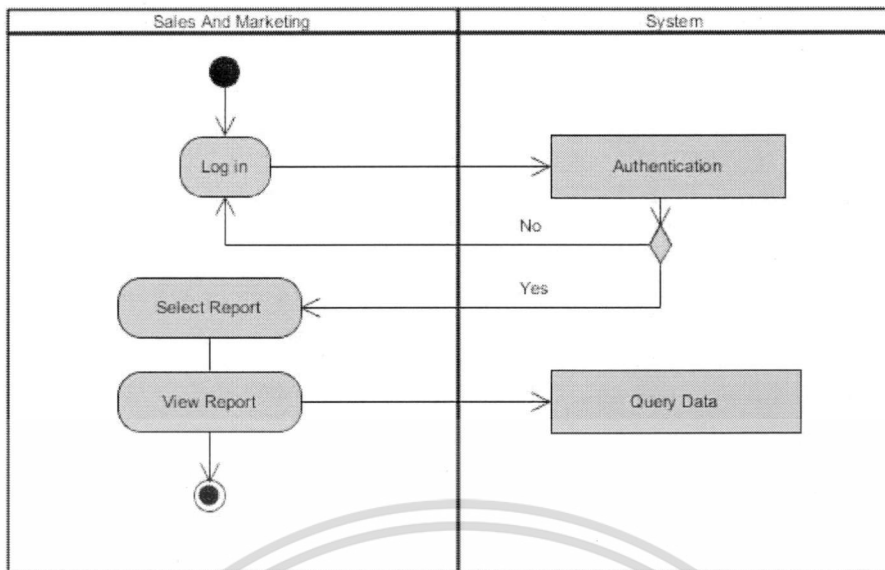 Sales And Marketing
System
Log in
Authentication
No
Yes
Select Report
View Report
Query Data